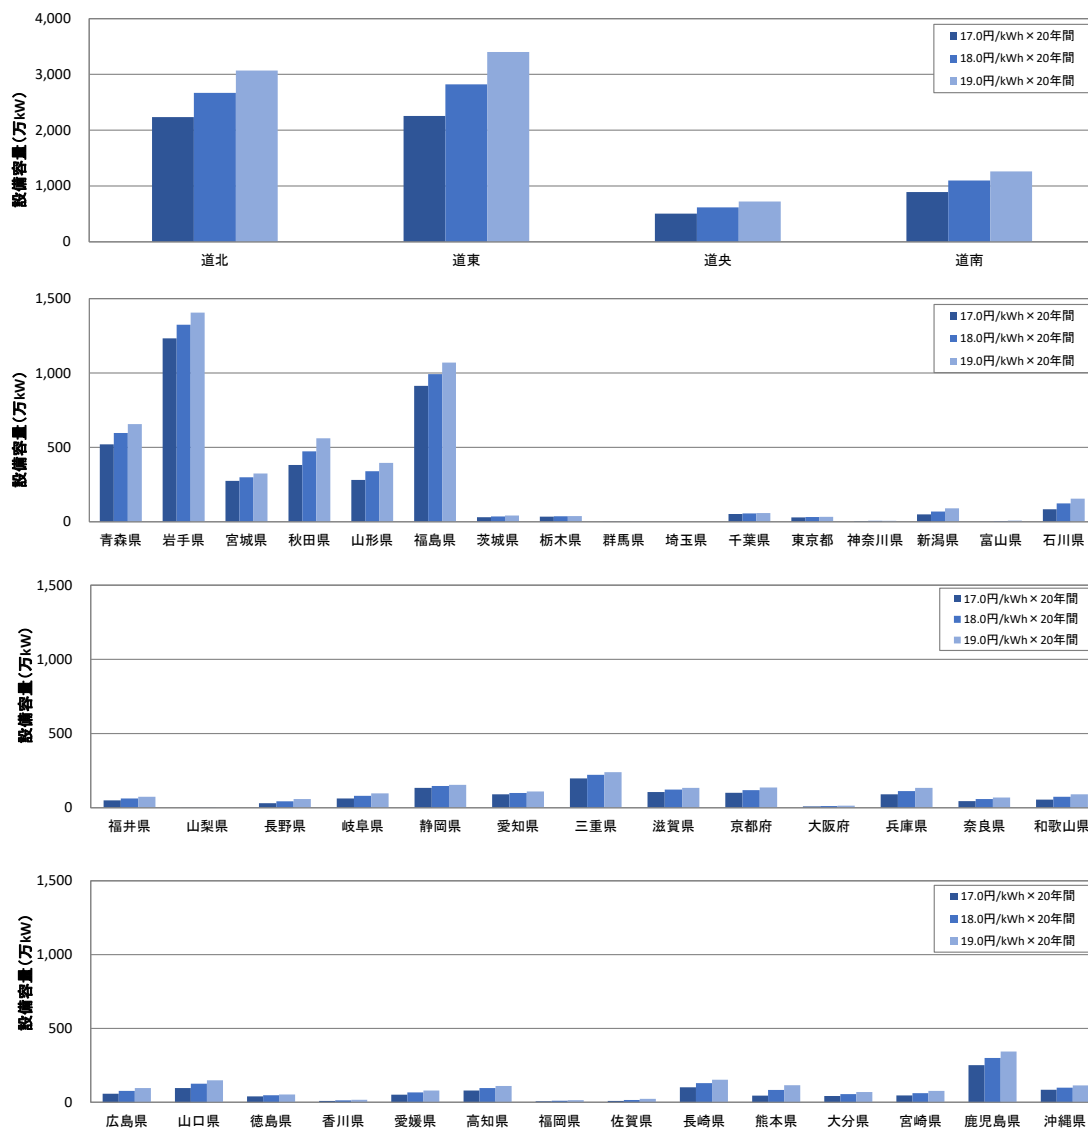 設備容量(万kW)
4,000
3,000
2,000
1,000
0
17.0円/kWh×20年間
18.0円/kWh×20年間
19.0円/kWh×20年間
道北 道東 道央 道南
設備容量(万kW)
1,500
1,000
500
0
17.0円/kWh×20年間
18.0円/kWh×20年間
19.0円/kWh×20年間
青森県 岩手県 宮城県 秋田県 山形県 福島県 茨城県 栃木県 群馬県 埼玉県 千葉県 東京都 神奈川県 新潟県 富山県 石川県
設備容量(万kW)
1,500
1,000
500
0
17.0円/kWh×20年間
18.0円/kWh×20年間
19.0円/kWh×20年間
福井県 山梨県 長野県 岐阜県 静岡県 愛知県 三重県 滋賀県 京都府 大阪府 兵庫県 奈良県 和歌山県
設備容量(万kW)
1,500
1,000
500
0
17.0円/kWh×20年間
18.0円/kWh×20年間
19.0円/kWh×20年間
広島県 山口県 徳島県 香川県 愛媛県 高知県 福岡県 佐賀県 長崎県 熊本県 大分県 宮崎県 鹿児島県 沖縄県